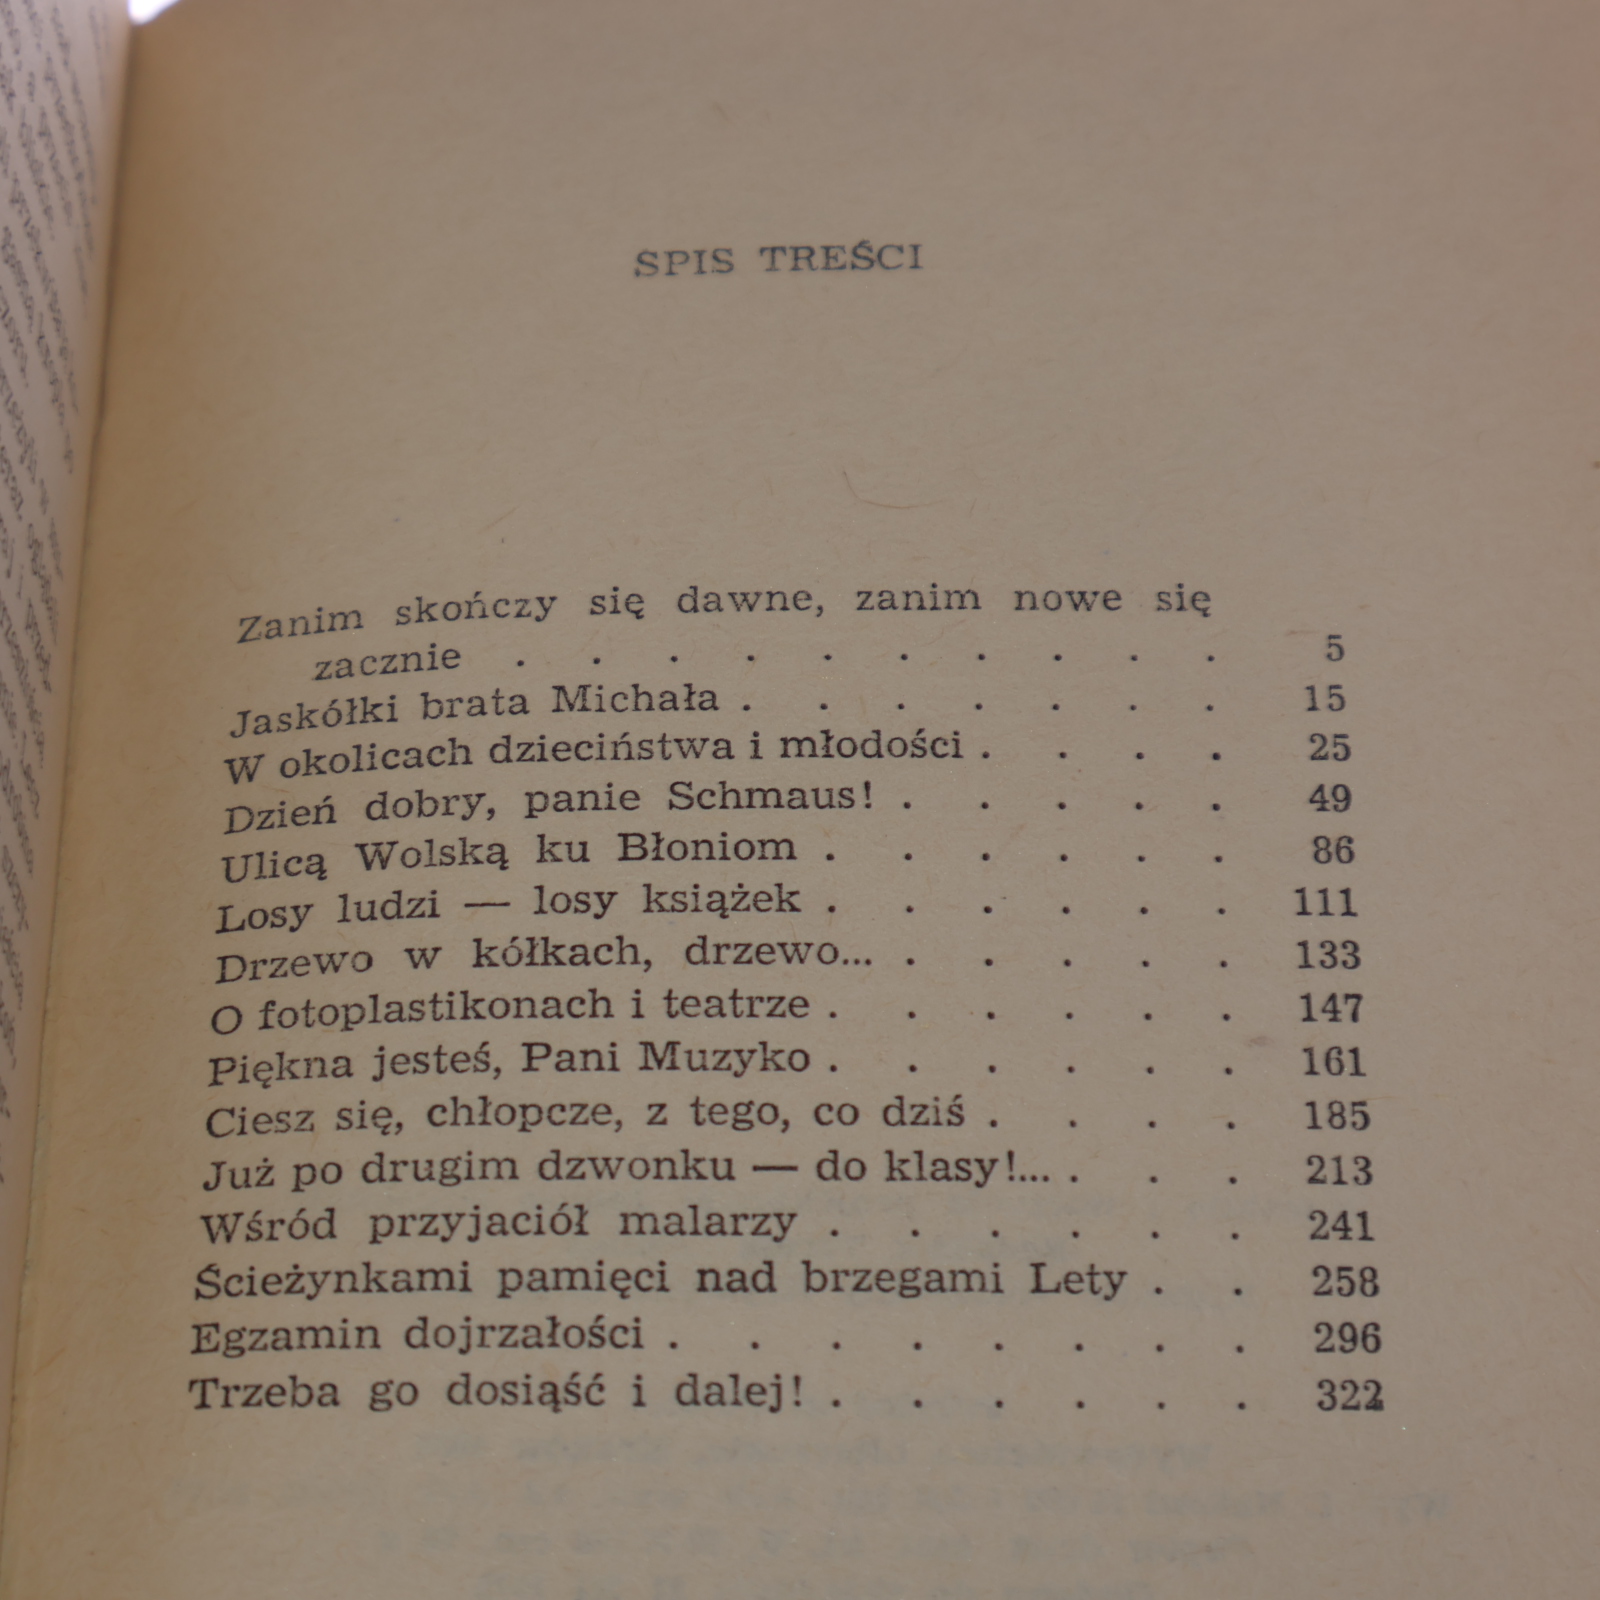 SPIS TREŚCI
Zanim skończy się dawne, zanim nowe się
zacznie . . . . . . . . . . 5
Jaskółki brata Michała . . . . . . . 15
W okolicach dzieciństwa i młodości . . . . 25
Dzień dobry, panie Schmaus! . . . . . 49
Ulicą Wolską ku Błoniom . . . . . . 86
Losy ludzi — losy książek . . . . . . 111
Drzewo w kółkach, drzewo... . . . . . 133
O fotoplastikonach i teatrze . . . . . . 147
Piękna jesteś, Pani Muzyko . . . . . . 161
Ciesz się, chłopcze, z tego, co dziś . . . . 185
Już po drugim dzwonku — do klasy!... . . . 213
Wśród przyjaciół malarzy . . . . . . 241
Ścieżynkami pamięci nad brzegami Lety . . 258
Egzamin dojrzałości . . . . . . . . 296
Trzeba go dosiąść i dalej! . . . . . . 322